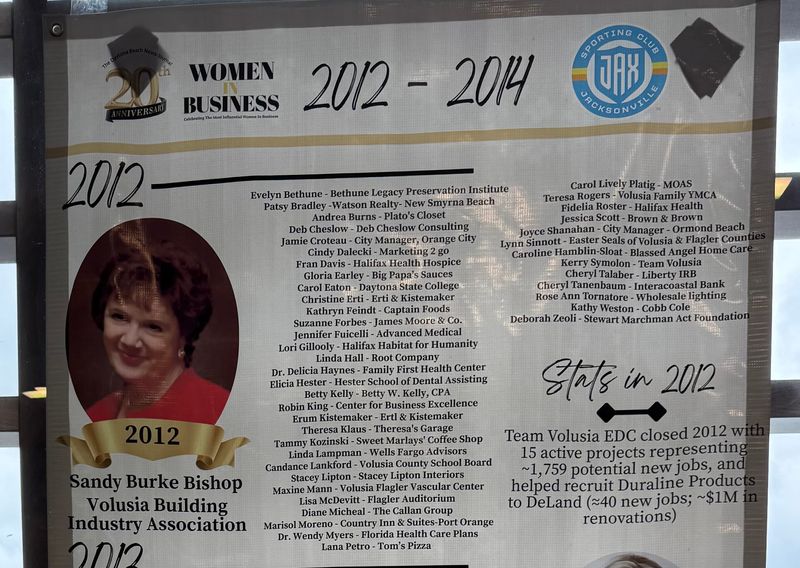 The Daytona Beach News-Journal
20th
ANNIVERSARY
WOMEN
IN
BUSINESS
Celebrating The Most Influential Women In Business
2012 - 2014
SPORTING CLUB
JAX
JACKSONVILLE
2012
Evelyn Bethune - Bethune Legacy Preservation Institute
Patsy Bradley -Watson Realty- New Smyrna Beach
Andrea Burns - Plato's Closet
Deb Cheslow - Deb Cheslow Consulting
Jamie Croteau - City Manager, Orange City
Cindy Dalecki - Marketing 2 go
Fran Davis - Halifax Health Hospice
Gloria Earley - Big Papa's Sauces
Carol Eaton - Daytona State College
Christine Erti - Erti & Kistemaker
Kathryn Feindt - Captain Foods
Suzanne Forbes - James Moore & Co.
Jennifer Fuicelli - Advanced Medical
Lori Gillooly - Halifax Habitat for Humanity
Linda Hall - Root Company
Dr. Delicia Haynes - Family First Health Center
Elicia Hester - Hester School of Dental Assisting
Betty Kelly - Betty W. Kelly, CPA
Robin King - Center for Business Excellence
Erum Kistemaker - Ertl & Kistemaker
Theresa Klaus - Theresa's Garage
Tammy Kozinski - Sweet Marlays' Coffee Shop
Linda Lampman - Wells Fargo Advisors
Candance Lankford - Volusia County School Board
Stacey Lipton - Stacey Lipton Interiors
Maxine Mann - Volusia Flagler Vascular Center
Lisa McDevitt - Flagler Auditorium
Diane Micheal - The Callan Group
Marisol Moreno - Country Inn & Suites-Port Orange
Dr. Wendy Myers - Florida Health Care Plans
Lana Petro - Tom's Pizza
Carol Lively Platig - MOAS
Teresa Rogers - Volusia Family YMCA
Fidelia Roster - Halifax Health
Jessica Scott - Brown & Brown
Joyce Shanahan - City Manager - Ormond Beach
Lynn Sinnott - Easter Seals of Volusia & Flagler Counties
Caroline Hamblin-Sloat - Blassed Angel Home Care
Kerry Symolon - Team Volusia
Cheryl Talaber - Liberty IRB
Cheryl Tanenbaum - Interacoastal Bank
Rose Ann Tornatore - Wholesale lighting
Kathy Weston - Cobb Cole
Deborah Zeoli - Stewart Marchman Act Foundation
2012
Sandy Burke Bishop
Volusia Building
Industry Association
Stats in 2012
Team Volusia EDC closed 2012 with
15 active projects representing
~1,759 potential new jobs, and
helped recruit Duraline Products
to DeLand (≈40 new jobs; ~$1M in
renovations)
2013